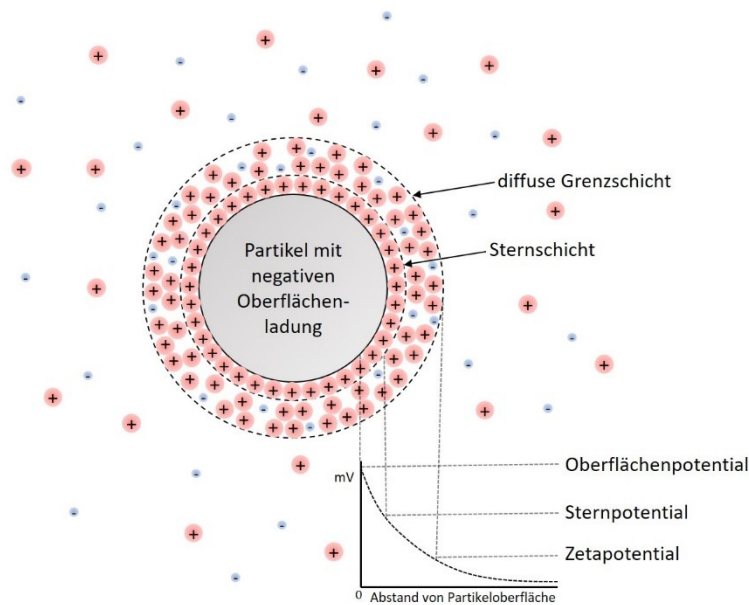 diffuse Grenzschicht
Sternschicht
Partikel mit
negativen
Oberflächen-
ladung
mV
Oberflächenpotential
Sternpotential
Zetapotential
0
Abstand von Partikeloberfläche